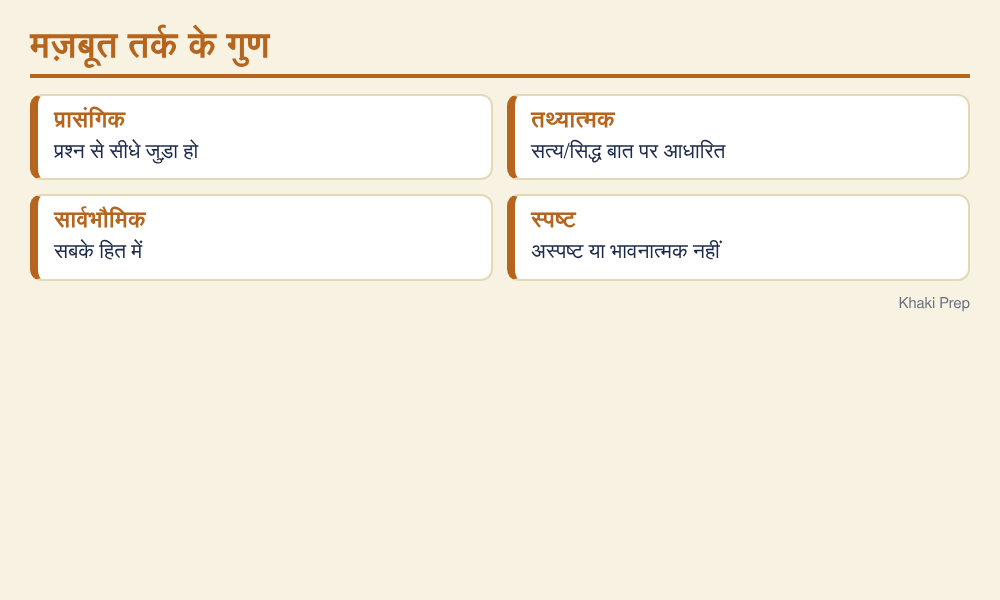 मज़बूत तर्क के गुण
प्रासंगिक
प्रश्न से सीधे जुड़ा हो
तथ्यात्मक
सत्य/सिद्ध बात पर आधारित
सार्वभौमिक
सबके हित में
स्पष्ट
अस्पष्ट या भावनात्मक नहीं
Khaki Prep